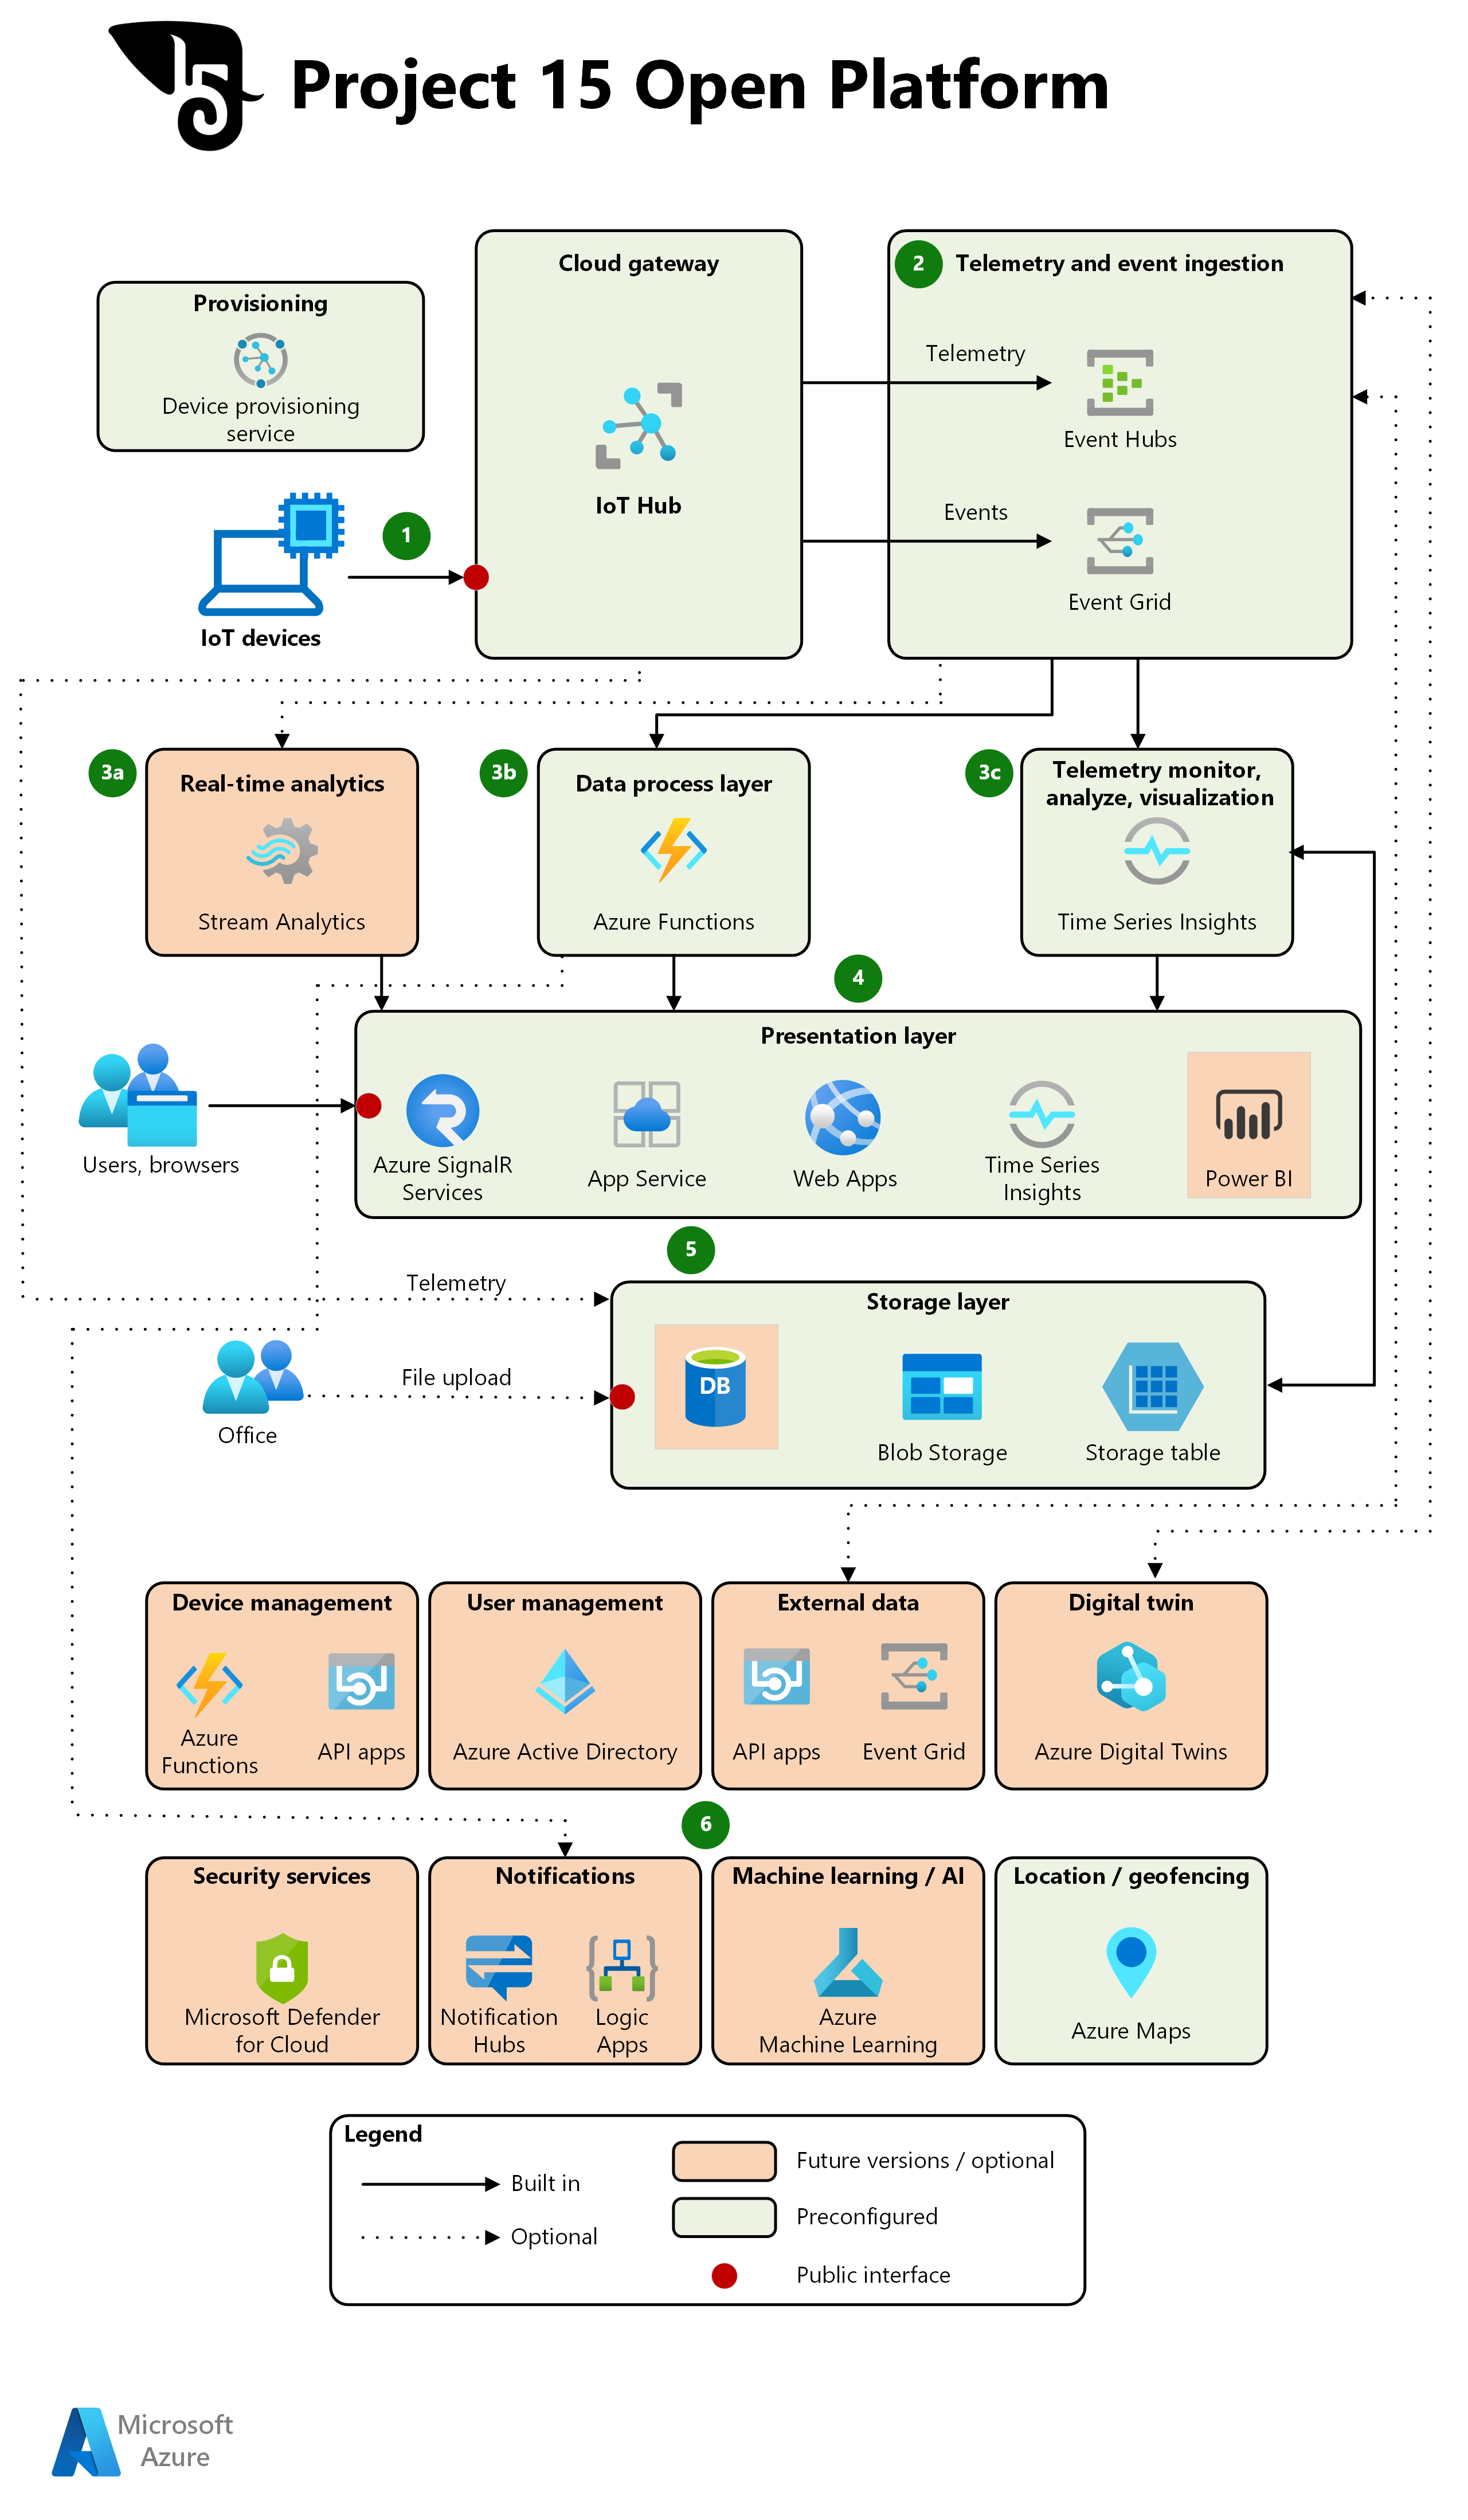 Project 15 Open Platform
Provisioning
Device provisioning
service
IoT devices
1
Cloud gateway
IoT Hub
2
Telemetry and event ingestion
Telemetry
Event Hubs
Events
Event Grid
3a
Real-time analytics
Stream Analytics
3b
Data process layer
Azure Functions
3c
Telemetry monitor,
analyze, visualization
Time Series Insights
4
Presentation layer
Users, browsers
Azure SignalR
Services
App Service
Web Apps
Time Series
Insights
Power BI
5
Telemetry
Storage layer
File upload
Office
DB
Blob Storage
Storage table
Device management
Azure
Functions
API apps
User management
Azure Active Directory
External data
API apps
Event Grid
Digital twin
Azure Digital Twins
6
Security services
Microsoft Defender
for Cloud
Notifications
Notification
Hubs
Logic
Apps
Machine learning / AI
Azure
Machine Learning
Location / geofencing
Azure Maps
Legend
Built in
Optional
Future versions / optional
Preconfigured
Public interface
Microsoft
Azure